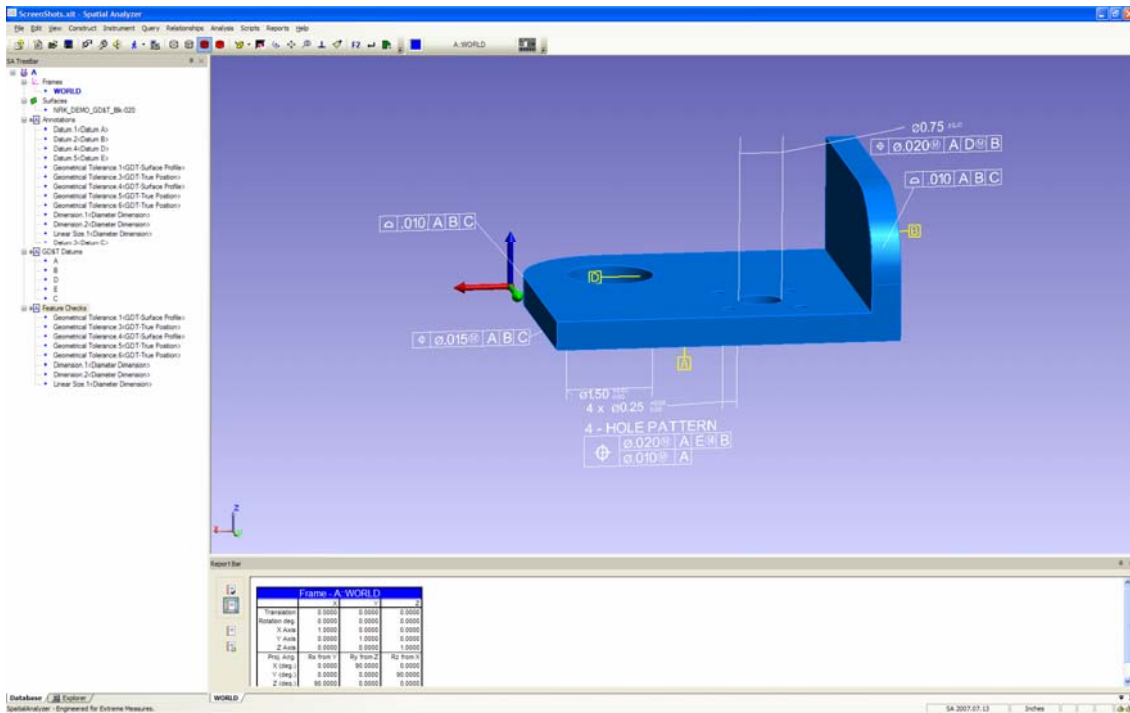 ScreenShots.xit - Spatial Analyzer
File Edit View Construct Instrument Query Relationships Analysis Scripts Reports Help
A:WORLD
SA TreeBar
A
Frames
WORLD
Surfaces
NRK_DEMO_GD&T_Blk-020
Annotations
Datum.1<Datum A>
Datum.2<Datum B>
Datum.4<Datum D>
Datum.5<Datum E>
Geometrical Tolerance.1<GDT-Surface Profile>
Geometrical Tolerance.3<GDT-True Position>
Geometrical Tolerance.4<GDT-Surface Profile>
Geometrical Tolerance.5<GDT-True Position>
Geometrical Tolerance.6<GDT-True Position>
Dimension.1<Diameter Dimension>
Dimension.2<Diameter Dimension>
Linear Size.1<Diameter Dimension>
Datum.3<Datum C>
GD&T Datums
A
B
D
E
C
Feature Checks
Geometrical Tolerance.1<GDT-Surface Profile>
Geometrical Tolerance.3<GDT-True Position>
Geometrical Tolerance.4<GDT-Surface Profile>
Geometrical Tolerance.5<GDT-True Position>
Geometrical Tolerance.6<GDT-True Position>
Dimension.1<Diameter Dimension>
Dimension.2<Diameter Dimension>
Linear Size.1<Diameter Dimension>
Database
Explorer
⌀0.75
⌀.020Ⓜ A DⓂ B
.010 A B C
.010 A B C
B
D
⌀.015Ⓜ A B C
A
⌀1.50
4 x ⌀0.25
4 - HOLE PATTERN
⌀.020Ⓜ A EⓂ B
⌀.010Ⓜ A
Z
X
Y
Report Bar
Frame - A::WORLD
X Y Z
Translation 0.0000 0.0000 0.0000
Rotation deg. 0.0000 0.0000 0.0000
X Axis 1.0000 0.0000 0.0000
Y Axis 0.0000 1.0000 0.0000
Z Axis 0.0000 0.0000 1.0000
Proj. Ang. Rx from Y Ry from Z Rz from X
X (deg.) 0.0000 90.0000 0.0000
Y (deg.) 0.0000 0.0000 90.0000
Z (deg.) 90.0000 0.0000 0.0000
WORLD
SpatialAnalyzer - Engineered for Extreme Measures.
SA 2007.07.13
Inches